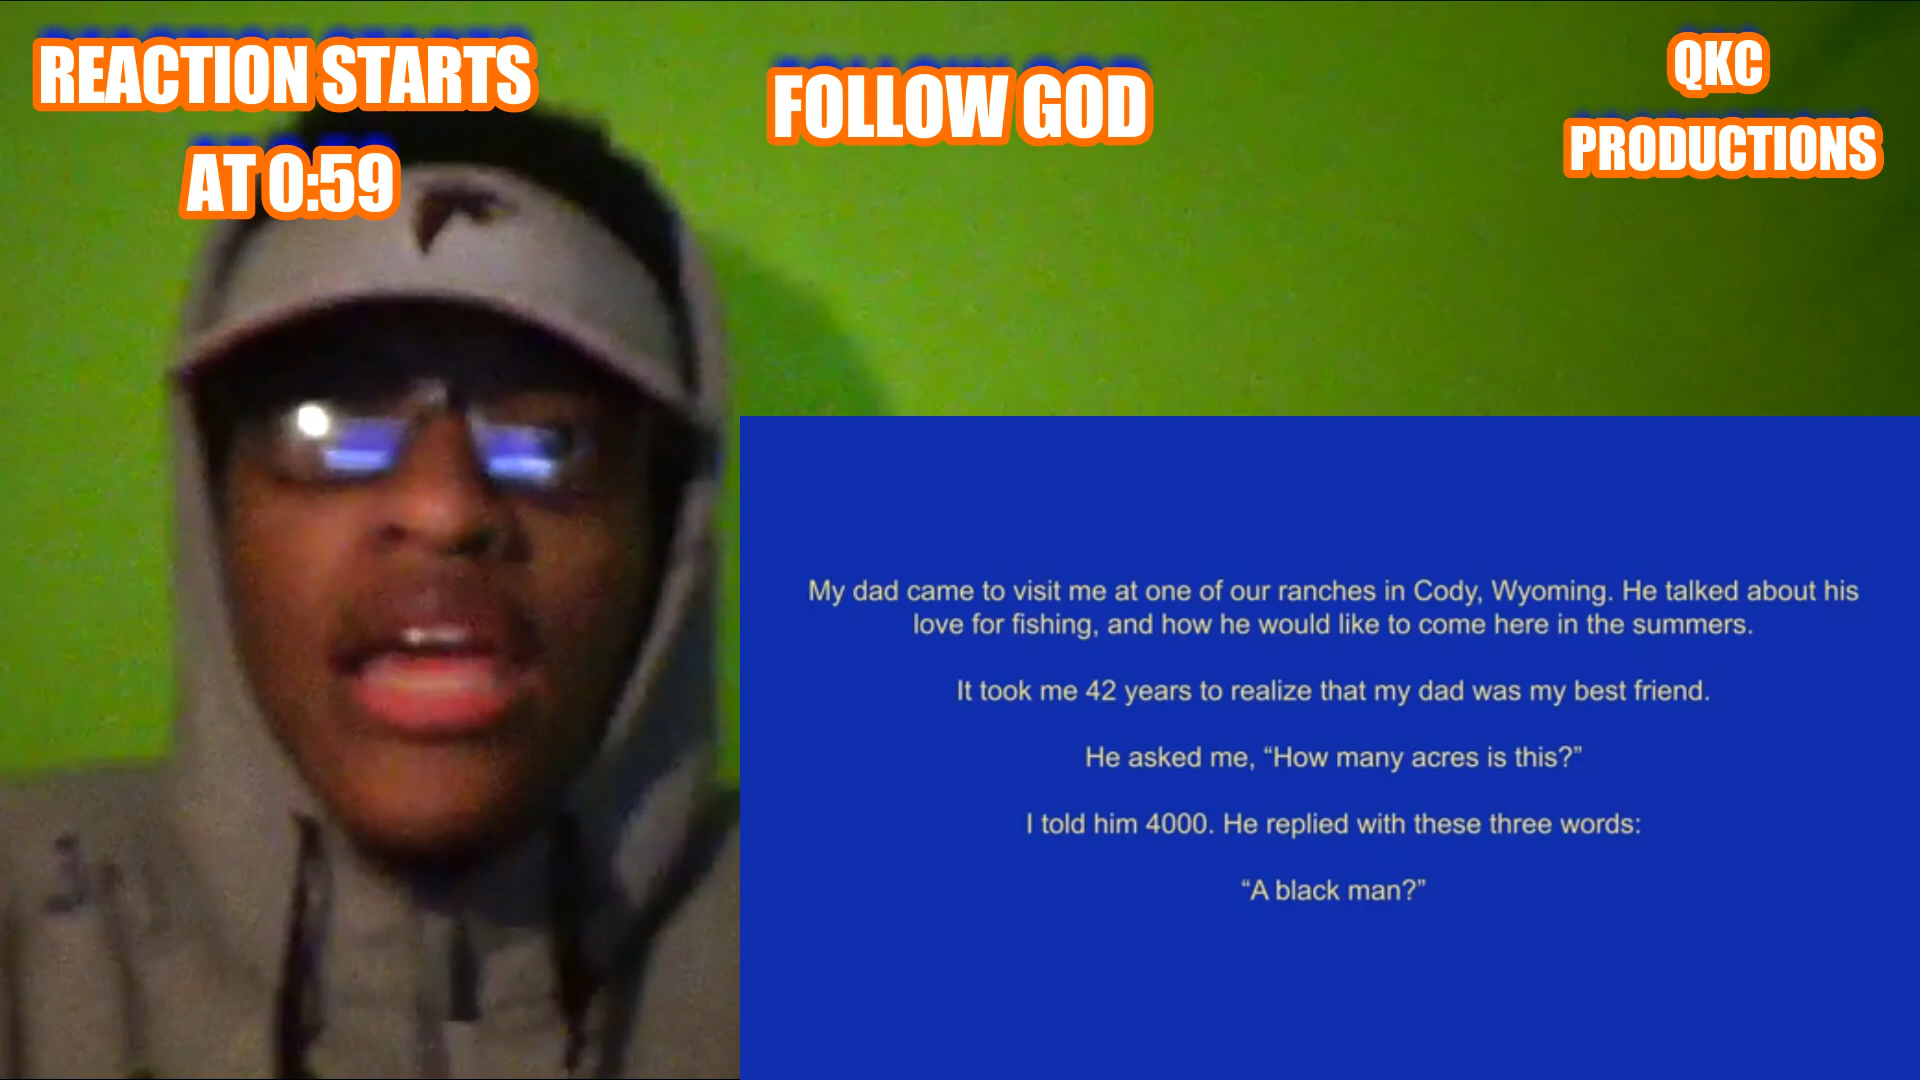 REACTION STARTS
AT 0:59
FOLLOW GOD
QKC
PRODUCTIONS
My dad came to visit me at one of our ranches in Cody, Wyoming. He talked about his
love for fishing, and how he would like to come here in the summers.
It took me 42 years to realize that my dad was my best friend.
He asked me, “How many acres is this?”
I told him 4000. He replied with these three words:
“A black man?”